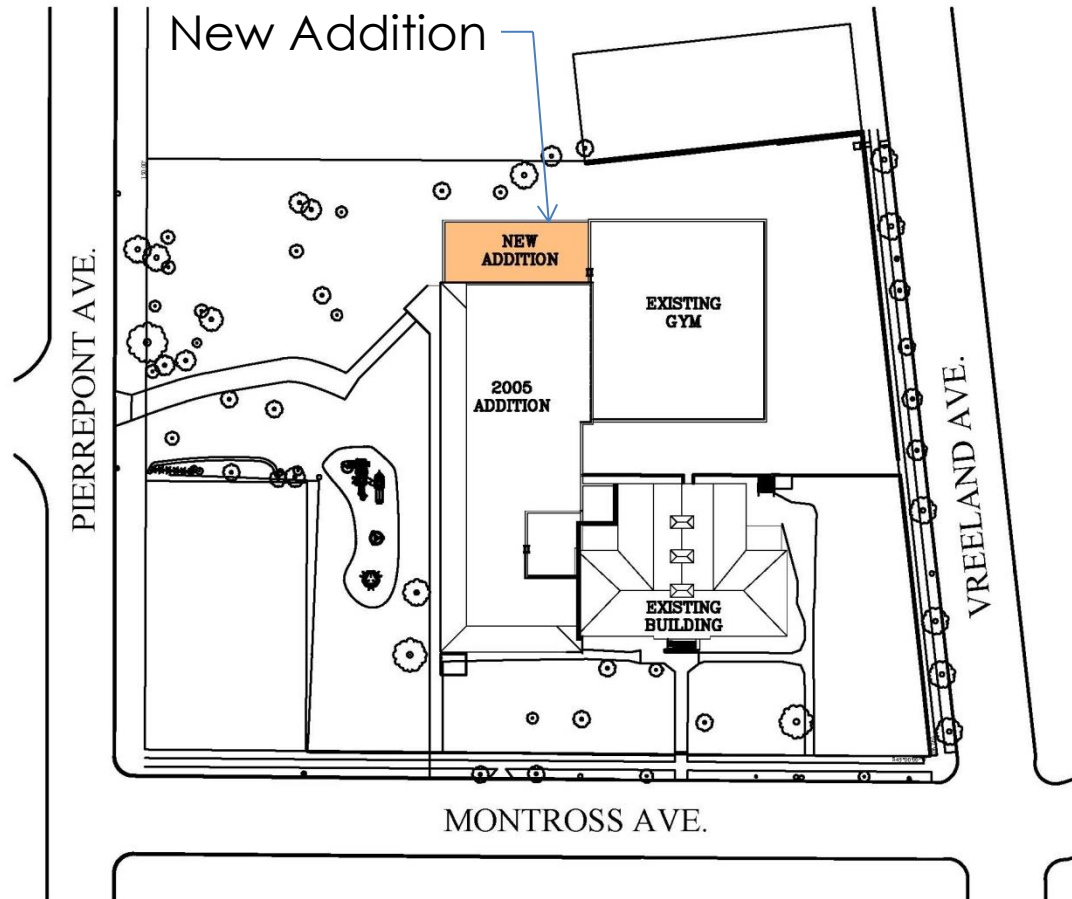 New Addition
NEW
ADDITION
EXISTING
GYM
2005
ADDITION
EXISTING
BUILDING
PIERREPONT AVE.
VREELAND AVE.
MONTROSS AVE.